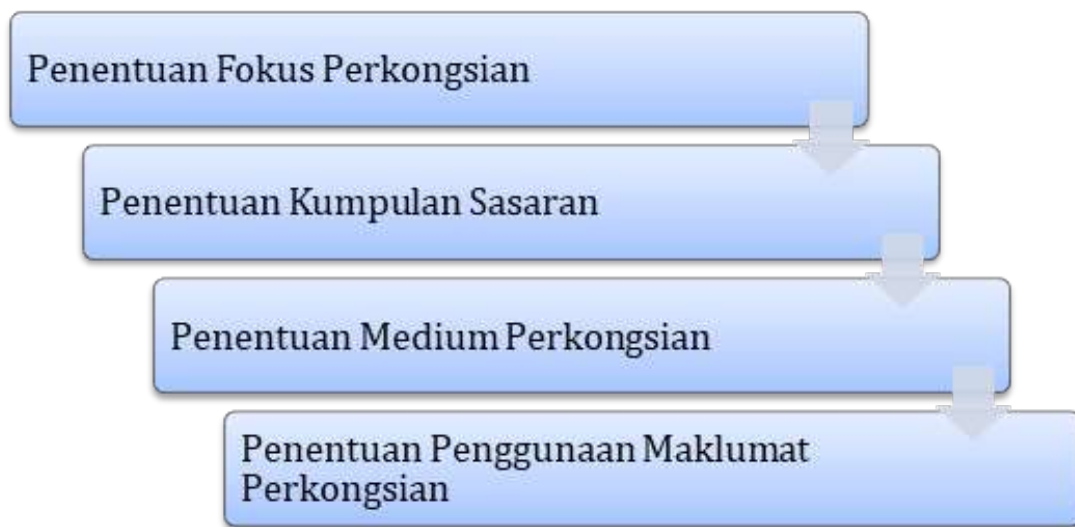 Penentuan Fokus Perkongsian
Penentuan Kumpulan Sasaran
Penentuan Medium Perkongsian
Penentuan Penggunaan Maklumat
Perkongsian